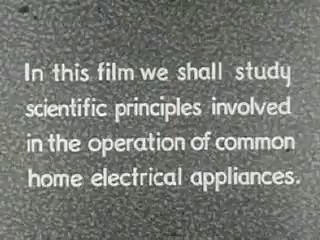 In this film we shall study
scientific principles involved
in the operation of common
home electrical appliances.